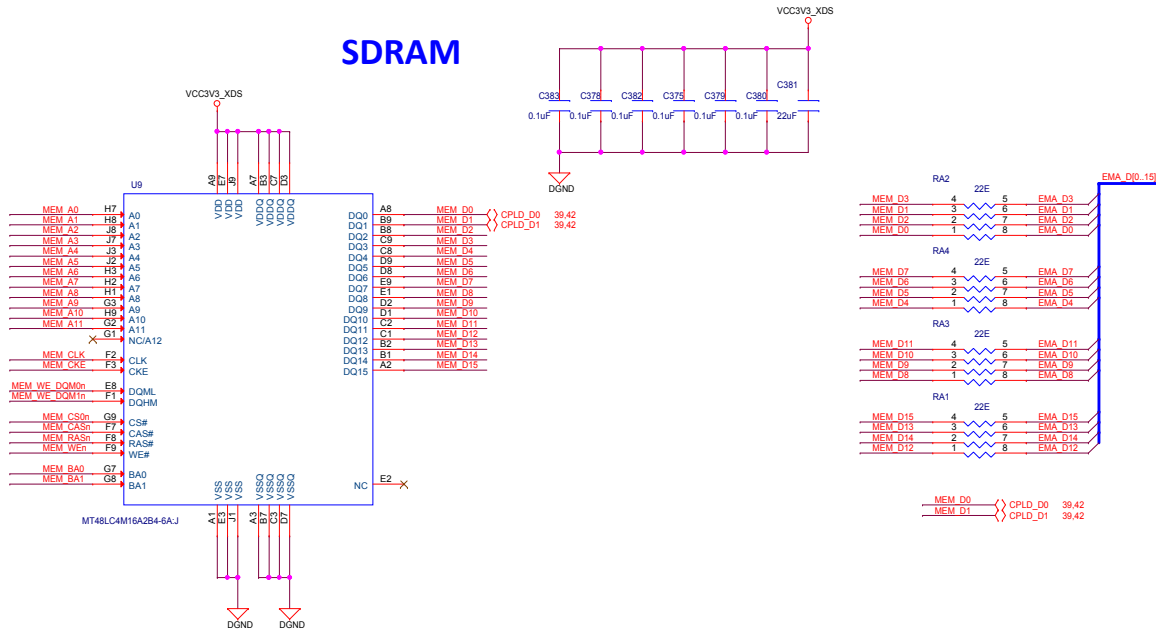 SDRAM
VCC3V3_XDS
VCC3V3_XDS
C383 C378 C382 C375 C379 C380 C381
0.1uF 0.1uF 0.1uF 0.1uF 0.1uF 0.1uF 22uF
DGND
U9
A9 E7 J9 A7 B3 C7 D3
VDD VDD VDD VDDQ VDDQ VDDQ VDDQ
MEM_A0 H7 A0
MEM_A1 H8 A1
MEM_A2 J8 A2
MEM_A3 J7 A3
MEM_A4 J3 A4
MEM_A5 J2 A5
MEM_A6 H3 A6
MEM_A7 H2 A7
MEM_A8 H1 A8
MEM_A9 G3 A9
MEM_A10 H9 A10
MEM_A11 G2 A11
G1 NC/A12
MEM_CLK F2 CLK
MEM_CKE F3 CKE
MEM_WE_DQM0n E8 DQML
MEM_WE_DQM1n F1 DQHM
MEM_CS0n G9 CS#
MEM_CASn F7 CAS#
MEM_RASn F8 RAS#
MEM_WEn F9 WE#
MEM_BA0 G7 BA0
MEM_BA1 G8 BA1
DQ0 A8 MEM_D0 CPLD_D0 39,42
DQ1 B9 MEM_D1 CPLD_D1 39,42
DQ2 B8 MEM_D2
DQ3 C9 MEM_D3
DQ4 C8 MEM_D4
DQ5 D9 MEM_D5
DQ6 D8 MEM_D6
DQ7 E9 MEM_D7
DQ8 E1 MEM_D8
DQ9 D2 MEM_D9
DQ10 D1 MEM_D10
DQ11 C2 MEM_D11
DQ12 C1 MEM_D12
DQ13 B2 MEM_D13
DQ14 B1 MEM_D14
DQ15 A2 MEM_D15
NC E2
VSS VSS VSS VSSQ VSSQ VSSQ VSSQ
A1 E3 J1 A3 B7 C3 D7
MT48LC4M16A2B4-6A:J
DGND DGND
EMA_D[0..15]
RA2
22E
MEM_D3 4 5 EMA_D3
MEM_D1 3 6 EMA_D1
MEM_D2 2 7 EMA_D2
MEM_D0 1 8 EMA_D0
RA4
22E
MEM_D7 4 5 EMA_D7
MEM_D6 3 6 EMA_D6
MEM_D5 2 7 EMA_D5
MEM_D4 1 8 EMA_D4
RA3
22E
MEM_D11 4 5 EMA_D11
MEM_D10 3 6 EMA_D10
MEM_D9 2 7 EMA_D9
MEM_D8 1 8 EMA_D8
RA1
22E
MEM_D15 4 5 EMA_D15
MEM_D13 3 6 EMA_D13
MEM_D14 2 7 EMA_D14
MEM_D12 1 8 EMA_D12
MEM_D0 CPLD_D0 39,42
MEM_D1 CPLD_D1 39,42